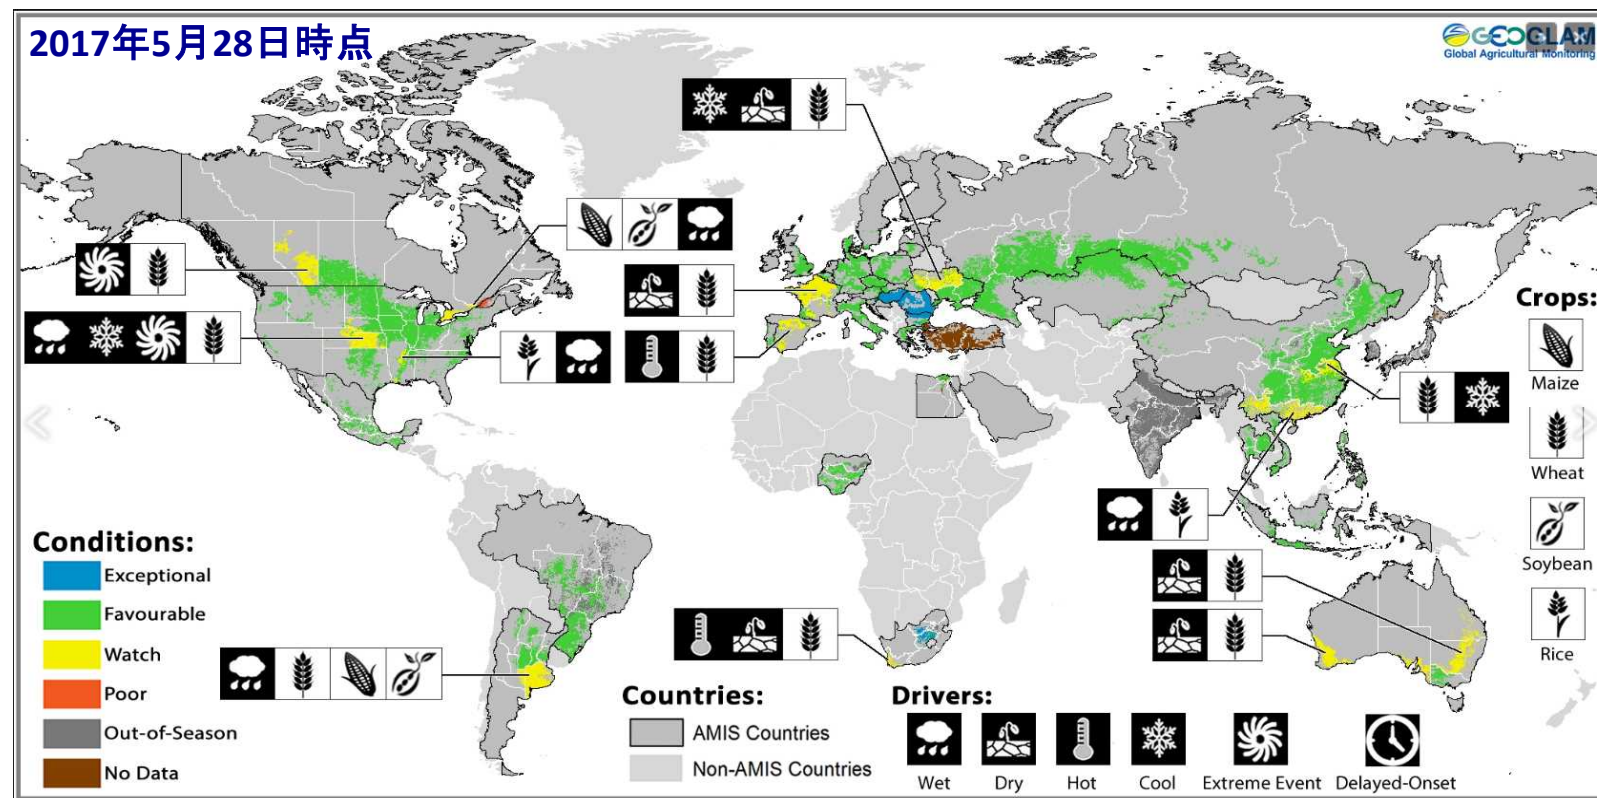 2017年5月28日時点
GEOGLAM
Global Agricultural Monitoring
Crops:
Maize
Wheat
Soybean
Rice
Conditions:
Exceptional
Favourable
Watch
Poor
Out-of-Season
No Data
Countries:
AMIS Countries
Non-AMIS Countries
Drivers:
Wet
Dry
Hot
Cool
Extreme Event
Delayed-Onset